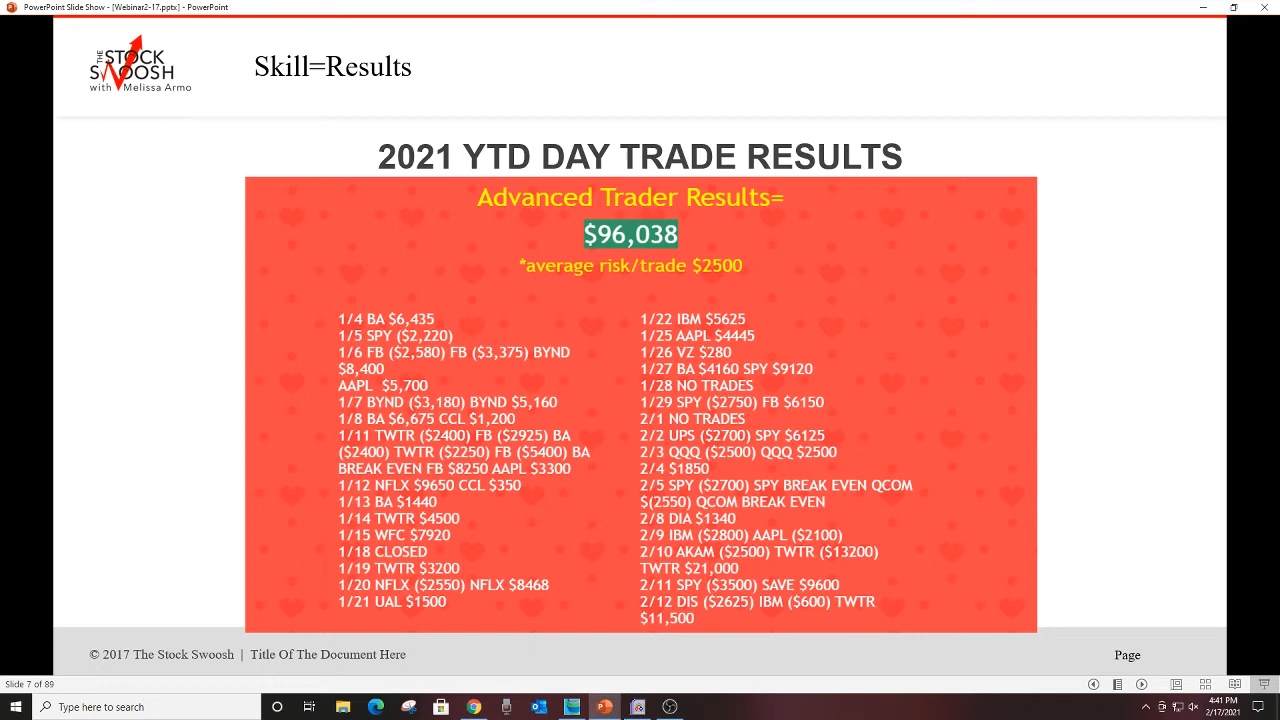 PowerPoint Slide Show - [Webinar2-17.pptx] - PowerPoint
THE STOCK
SWOOSH
with Melissa Armo
Skill=Results
2021 YTD DAY TRADE RESULTS
Advanced Trader Results=
$96,038
*average risk/trade $2500
1/4 BA $6,435
1/5 SPY ($2,220)
1/6 FB ($2,580) FB ($3,375) BYND
$8,400
AAPL $5,700
1/7 BYND ($3,180) BYND $5,160
1/8 BA $6,675 CCL $1,200
1/11 TWTR ($2400) FB ($2925) BA
($2400) TWTR ($2250) FB ($5400) BA
BREAK EVEN FB $8250 AAPL $3300
1/12 NFLX $9650 CCL $350
1/13 BA $1440
1/14 TWTR $4500
1/15 WFC $7920
1/18 CLOSED
1/19 TWTR $3200
1/20 NFLX ($2550) NFLX $8468
1/21 UAL $1500
1/22 IBM $5625
1/25 AAPL $4445
1/26 VZ $280
1/27 BA $4160 SPY $9120
1/28 NO TRADES
1/29 SPY ($2750) FB $6150
2/1 NO TRADES
2/2 UPS ($2700) SPY $6125
2/3 QQQ ($2500) QQQ $2500
2/4 $1850
2/5 SPY ($2700) SPY BREAK EVEN QCOM
$(2550) QCOM BREAK EVEN
2/8 DIA $1340
2/9 IBM ($2800) AAPL ($2100)
2/10 AKAM ($2500) TWTR ($13200)
TWTR $21,000
2/11 SPY ($3500) SAVE $9600
2/12 DIS ($2625) IBM ($600) TWTR
$11,500
© 2017 The Stock Swoosh | Title Of The Document Here
Page
Slide 7 of 89
Type here to search
4:41 PM
2/17/2021